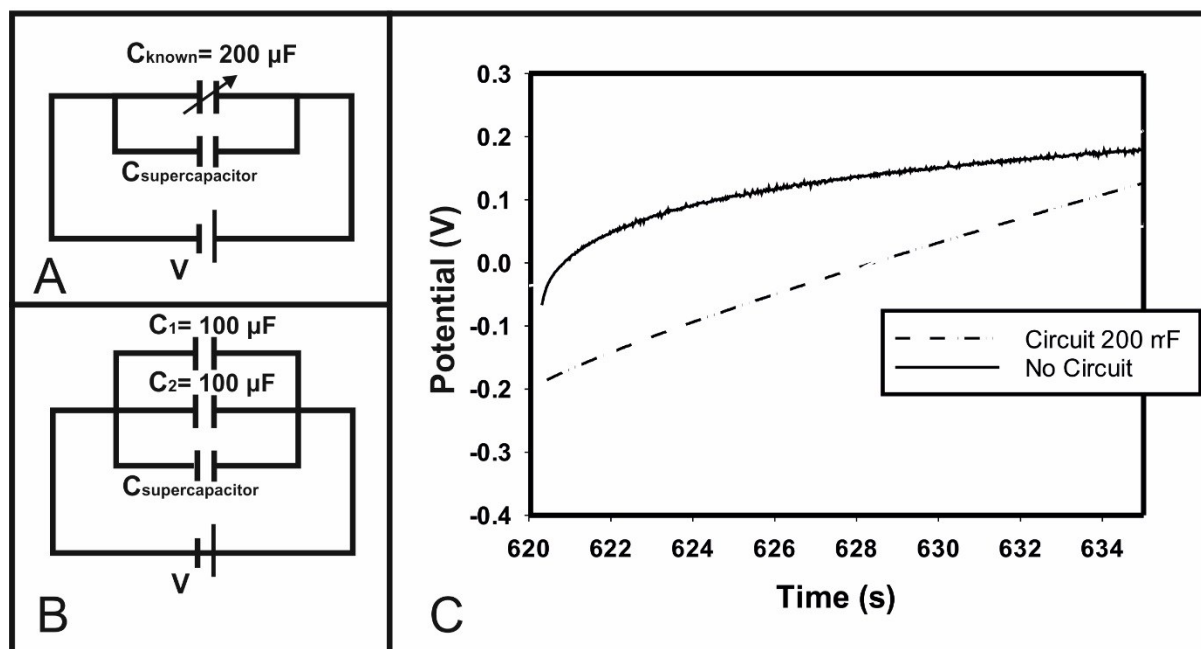 Cknown= 200 µF
Csupercapacitor
V
A
C1= 100 µF
C2= 100 µF
Csupercapacitor
V
B
0.3
0.2
0.1
0.0
-0.1
-0.2
-0.3
-0.4
Potential (V)
620 622 624 626 628 630 632 634
Time (s)
Circuit 200 mF
No Circuit
C